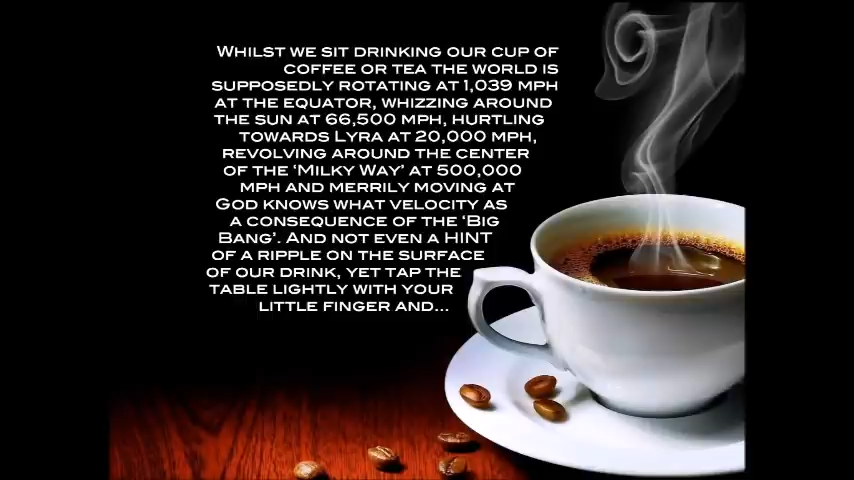 Whilst we sit drinking our cup of
coffee or tea the world is
supposedly rotating at 1,039 mph
at the equator, whizzing around
the sun at 66,500 mph, hurtling
towards Lyra at 20,000 mph,
revolving around the center
of the ‘Milky Way’ at 500,000
mph and merrily moving at
God knows what velocity as
a consequence of the ‘Big
Bang’. And not even a hint
of a ripple on the surface
of our drink, yet tap the
table lightly with your
little finger and...